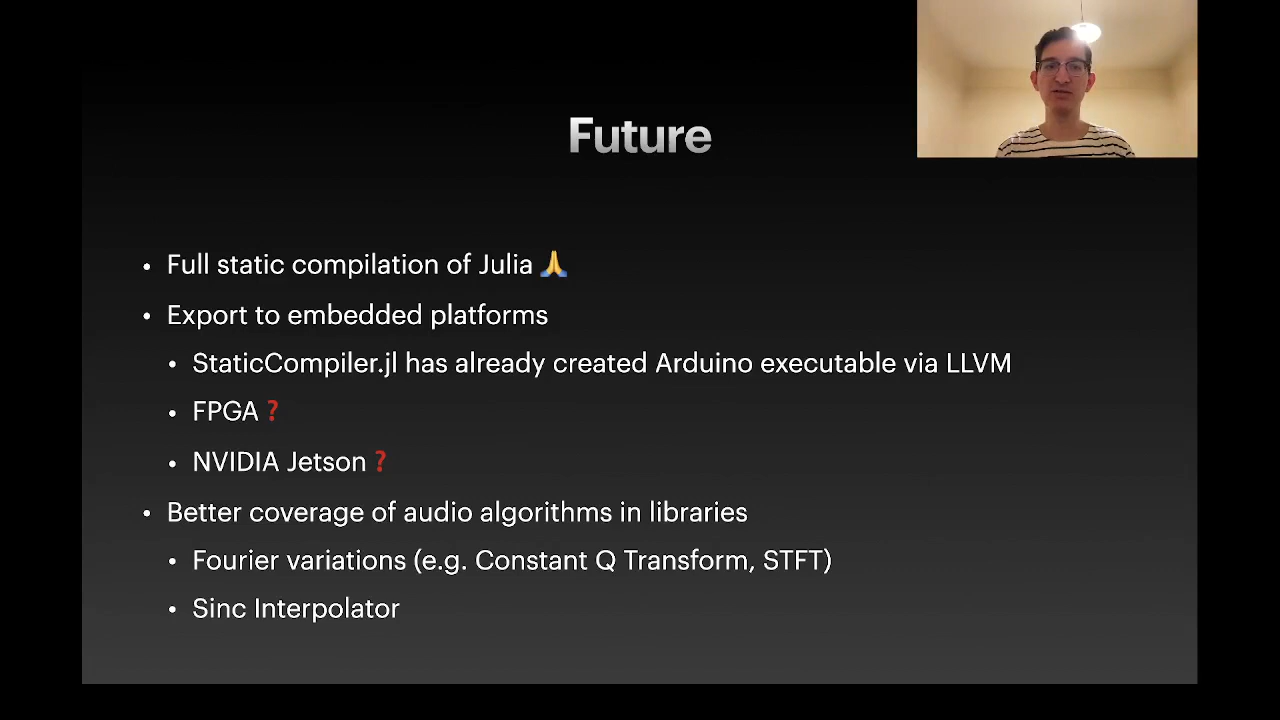 Future
• Full static compilation of Julia 🙏
• Export to embedded platforms
• StaticCompiler.jl has already created Arduino executable via LLVM
• FPGA ❓
• NVIDIA Jetson ❓
• Better coverage of audio algorithms in libraries
• Fourier variations (e.g. Constant Q Transform, STFT)
• Sinc Interpolator